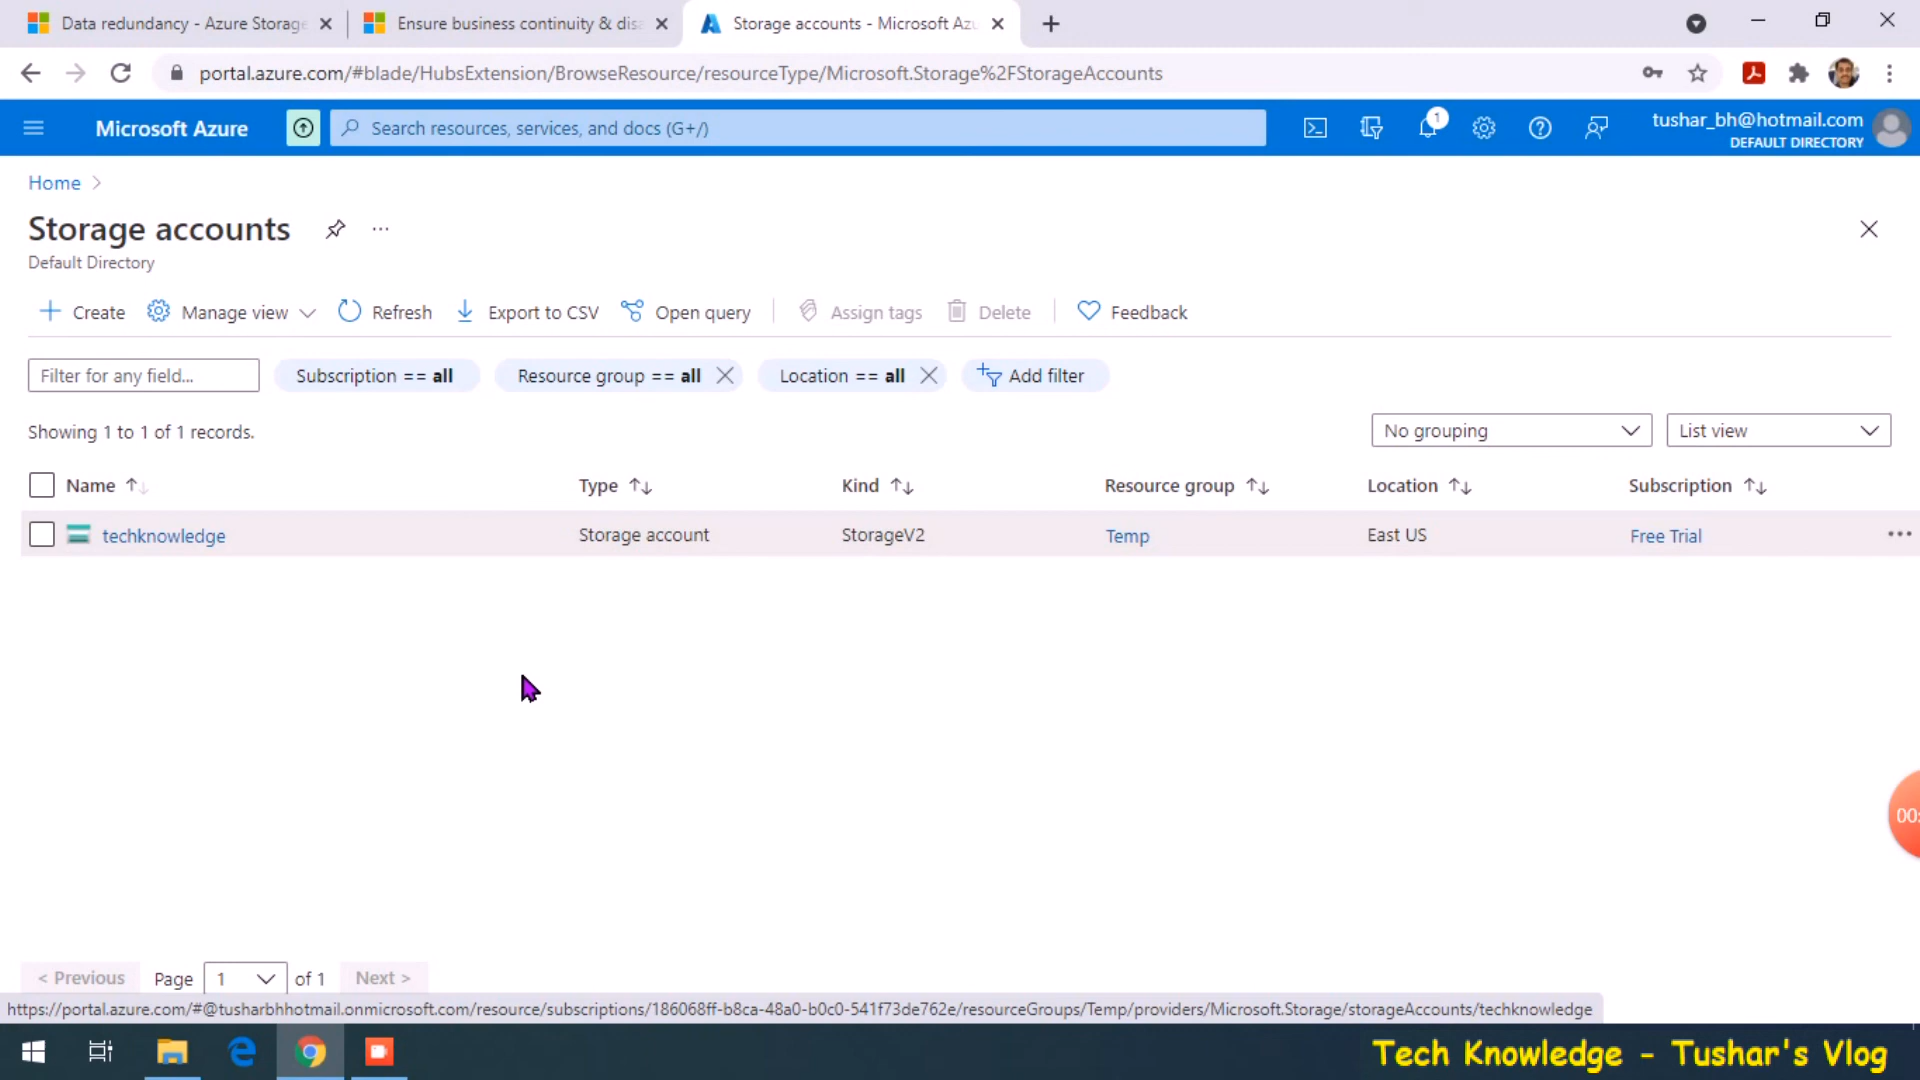 Data redundancy - Azure Storage
Ensure business continuity & disa
Storage accounts - Microsoft Azu
portal.azure.com/#blade/HubsExtension/BrowseResource/resourceType/Microsoft.Storage%2FStorageAccounts
Microsoft Azure
Search resources, services, and docs (G+/)
1
tushar_bh@hotmail.com
DEFAULT DIRECTORY
Home
Storage accounts
Default Directory
Create
Manage view
Refresh
Export to CSV
Open query
Assign tags
Delete
Feedback
Filter for any field...
Subscription == all
Resource group == all
Location == all
Add filter
Showing 1 to 1 of 1 records.
No grouping
List view
Name
Type
Kind
Resource group
Location
Subscription
techknowledge
Storage account
StorageV2
Temp
East US
Free Trial
00:
< Previous
Page
1
of 1
Next >
https://portal.azure.com/#@tusharbhhotmail.onmicrosoft.com/resource/subscriptions/186068ff-b8ca-48a0-b0c0-541f73de762e/resourceGroups/Temp/providers/Microsoft.Storage/storageAccounts/techknowledge
Tech Knowledge - Tushar's Vlog